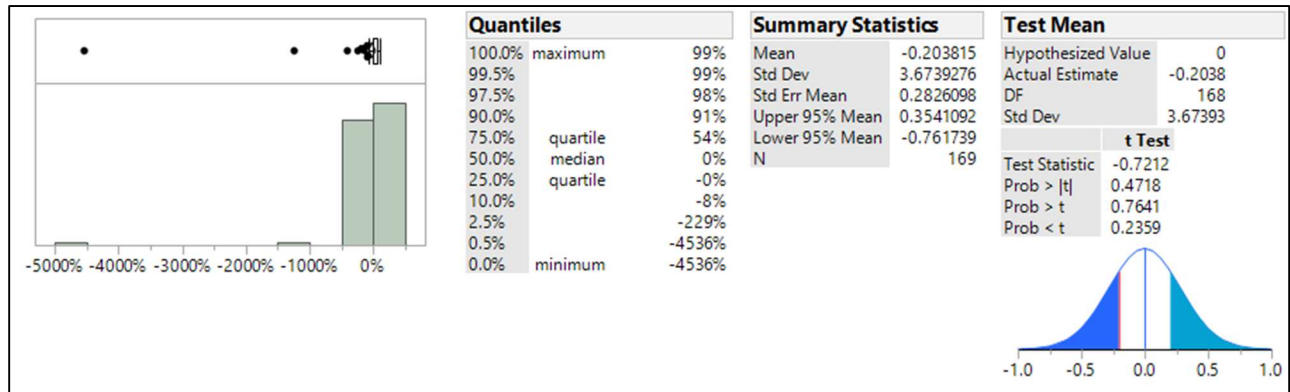 -5000% -4000% -3000% -2000% -1000% 0%
Quantiles
100.0% maximum 99%
99.5% 99%
97.5% 98%
90.0% 91%
75.0% quartile 54%
50.0% median 0%
25.0% quartile -0%
10.0% -8%
2.5% -229%
0.5% -4536%
0.0% minimum -4536%
Summary Statistics
Mean -0.203815
Std Dev 3.6739276
Std Err Mean 0.2826098
Upper 95% Mean 0.3541092
Lower 95% Mean -0.761739
N 169
Test Mean
Hypothesized Value 0
Actual Estimate -0.2038
DF 168
Std Dev 3.67393
t Test
Test Statistic -0.7212
Prob > |t| 0.4718
Prob > t 0.7641
Prob < t 0.2359
-1.0 -0.5 0.0 0.5 1.0